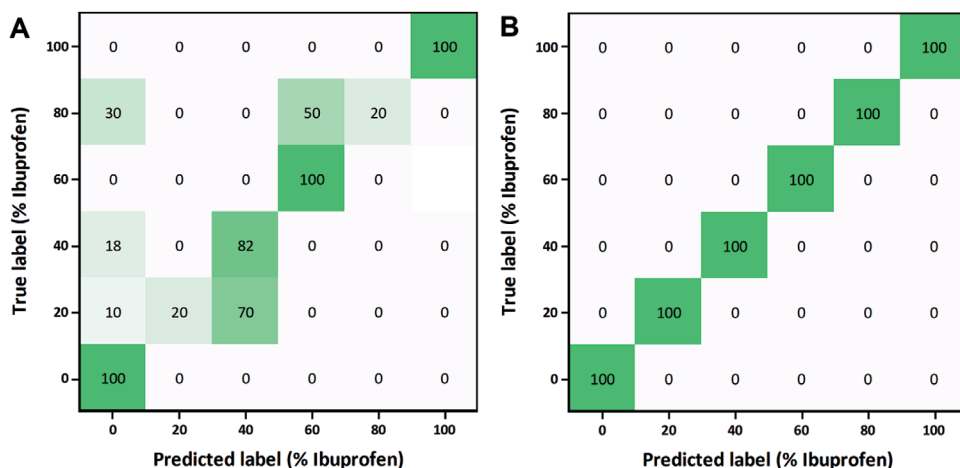 A
True label (% Ibuprofen)
100 0 0 0 0 0 100
80 30 0 0 50 20 0
60 0 0 0 100 0
40 18 0 82 0 0 0
20 10 20 70 0 0 0
0 100 0 0 0 0 0
0 20 40 60 80 100
Predicted label (% Ibuprofen)
B
True label (% Ibuprofen)
100 0 0 0 0 0 100
80 0 0 0 0 100 0
60 0 0 0 100 0 0
40 0 0 100 0 0 0
20 0 100 0 0 0 0
0 100 0 0 0 0 0
0 20 40 60 80 100
Predicted label (% Ibuprofen)